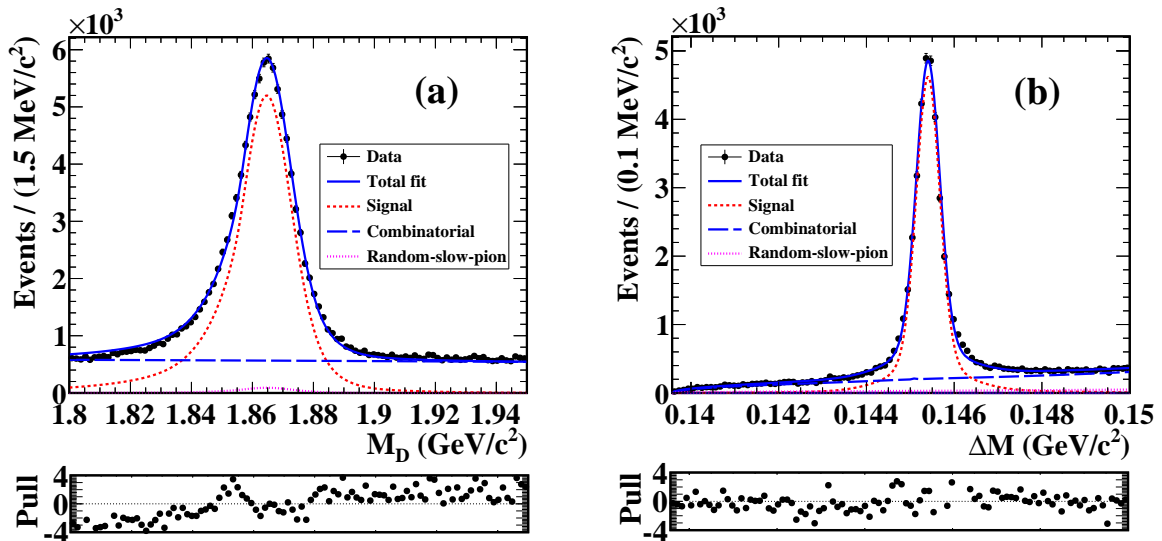 ×10³
6
5
4
3
2
1
0
Events / (1.5 MeV/c²)
(a)
Data
Total fit
Signal
Combinatorial
Random-slow-pion
1.8 1.82 1.84 1.86 1.88 1.9 1.92 1.94
M_D (GeV/c²)
Pull
4
0
-4
×10³
5
4
3
2
1
0
Events / (0.1 MeV/c²)
(b)
Data
Total fit
Signal
Combinatorial
Random-slow-pion
0.14 0.142 0.144 0.146 0.148 0.15
ΔM (GeV/c²)
Pull
4
0
-4